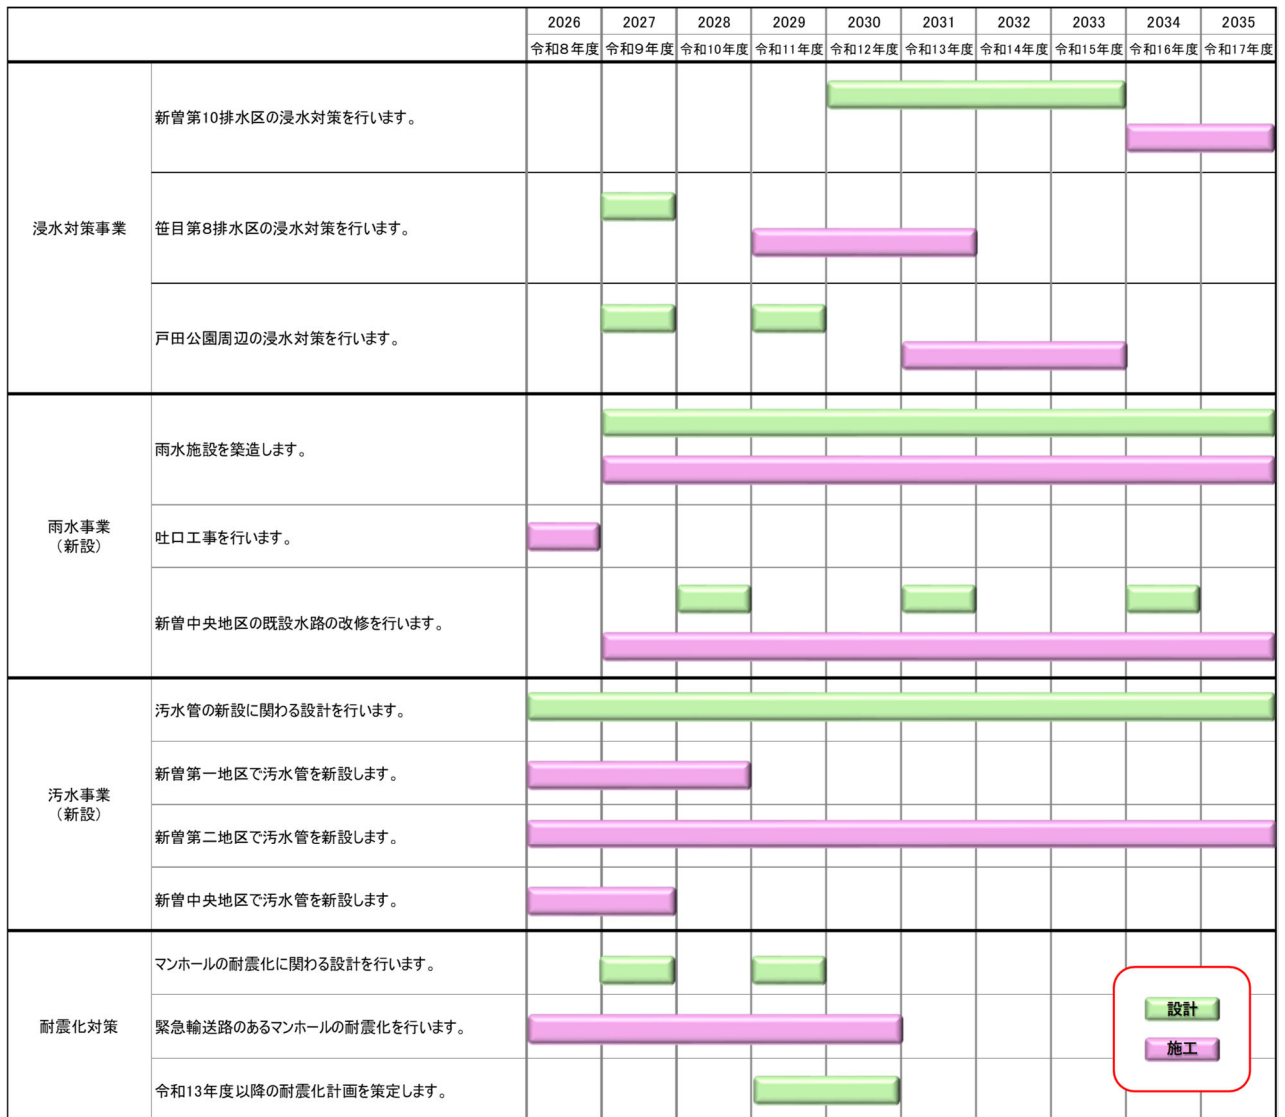 2026 2027 2028 2029 2030 2031 2032 2033 2034 2035
令和8年度 令和9年度 令和10年度 令和11年度 令和12年度 令和13年度 令和14年度 令和15年度 令和16年度 令和17年度
浸水対策事業
新曽第10排水区の浸水対策を行います。
笹目第8排水区の浸水対策を行います。
戸田公園周辺の浸水対策を行います。
雨水事業
（新設）
雨水施設を築造します。
吐口工事を行います。
新曽中央地区の既設水路の改修を行います。
汚水事業
（新設）
汚水管の新設に関わる設計を行います。
新曽第一地区で汚水管を新設します。
新曽第二地区で汚水管を新設します。
新曽中央地区で汚水管を新設します。
耐震化対策
マンホールの耐震化に関わる設計を行います。
緊急輸送路のあるマンホールの耐震化を行います。
令和13年度以降の耐震化計画を策定します。
設計
施工